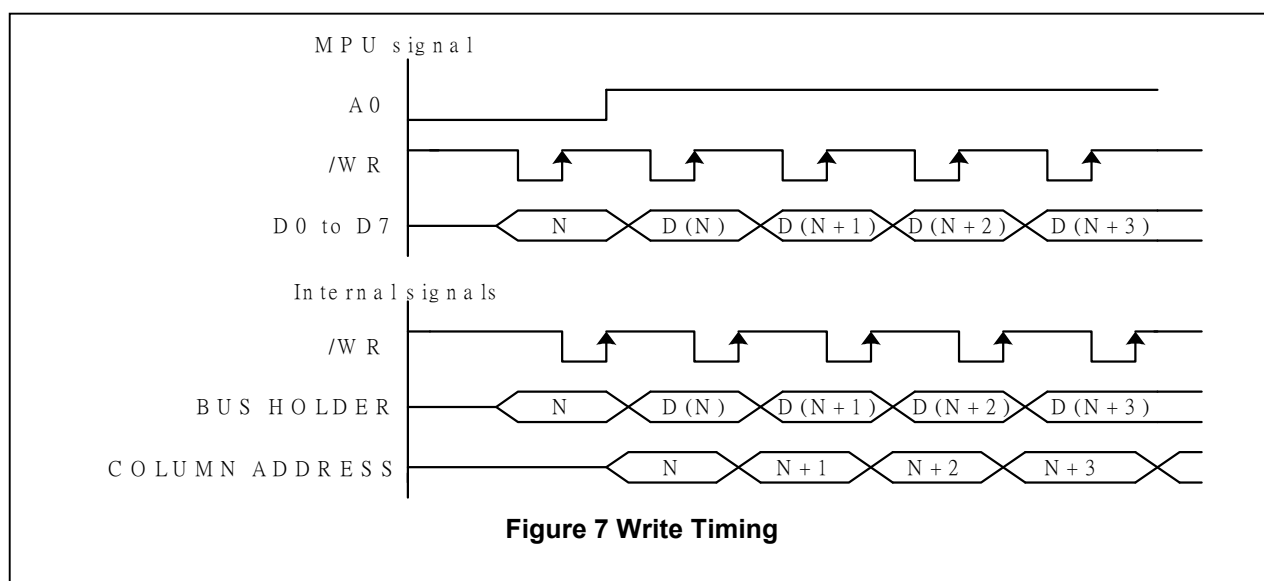 MPU signal
A0
/WR
D0 to D7 N D(N) D(N+1) D(N+2) D(N+3)
Internal signals
/WR
BUS HOLDER N D(N) D(N+1) D(N+2) D(N+3)
COLUMN ADDRESS N N+1 N+2 N+3
Figure 7 Write Timing